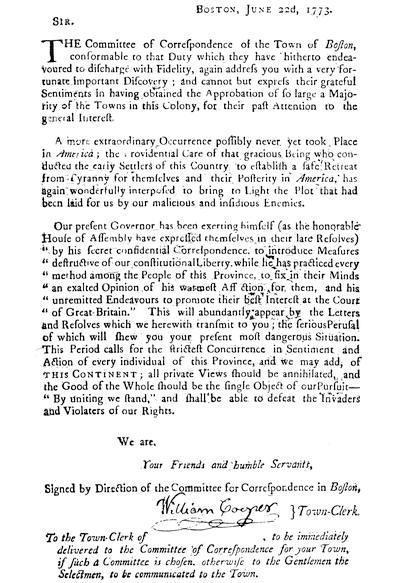 BOSTON, JUNE 22d, 1773.
SIR.
THE Committee of Correſpondence of the Town of Boſton,
conformable to that Duty which they have hitherto endea-
voured to diſcharge with Fidelity, again addreſs you with a very for-
tunate important Diſcovery; and cannot but expreſs their grateful
Sentiments in having obtained the Approbation of ſo large a Majo-
rity of the Towns in this Colony, for their paſt Attention to the
general Intereſt.
A more extraordinary Occurrence poſſibly never yet took Place
in America; the rovidential Care of that gracious Being who con-
ducted the early Settlers of this Country to eſtabliſh a ſafe Retreat
from Tyranny for themſelves and their Poſterity in America, has
again wonderfully interpoſed to bring to Light the Plot that had
been laid for us by our malicious and inſidious Enemies.
Our preſent Governor has been exerting himſelf (as the honorable
Houſe of Aſſembly have expreſſed themſelves in their late Reſolves)
" by his ſecret confidential Correſpondence, to introduce Meaſures
" deſtructive of our conſtitutional Liberty, while he has practiced every
" method among the People of this Province, to fix in their Minds
" an exalted Opinion of his warmeſt Aff ction for them, and his
" unremitted Endeavours to promote their beſt Intereſt at the Court
" of Great-Britain." This will abundantly appear by the Letters
and Reſolves which we herewith tranſmit to you; the ſerious Peruſal
of which will ſhew you your preſent moſt dangerous Situation.
This Period calls for the ſtricteſt Concurrence in Sentiment and
Action of every individual of this Province, and we may add, of
THIS CONTINENT; all private Views ſhould be annihilated, and
the Good of the Whole ſhould be the ſingle Object of our Purſuit—
" By uniting we ſtand," and ſhall be able to defeat the Invaders
and Violaters of our Rights.
We are,
Your Friends and humble Servants,
Signed by Direction of the Committee for Correſpondence in Boſton,
William Cooper } Town-Clerk.
To the Town-Clerk of , to be immediately
delivered to the Committee of Correſpondence for your Town,
if ſuch a Committee is choſen, otherwiſe to the Gentlemen the
Selectmen, to be communicated to the Town.